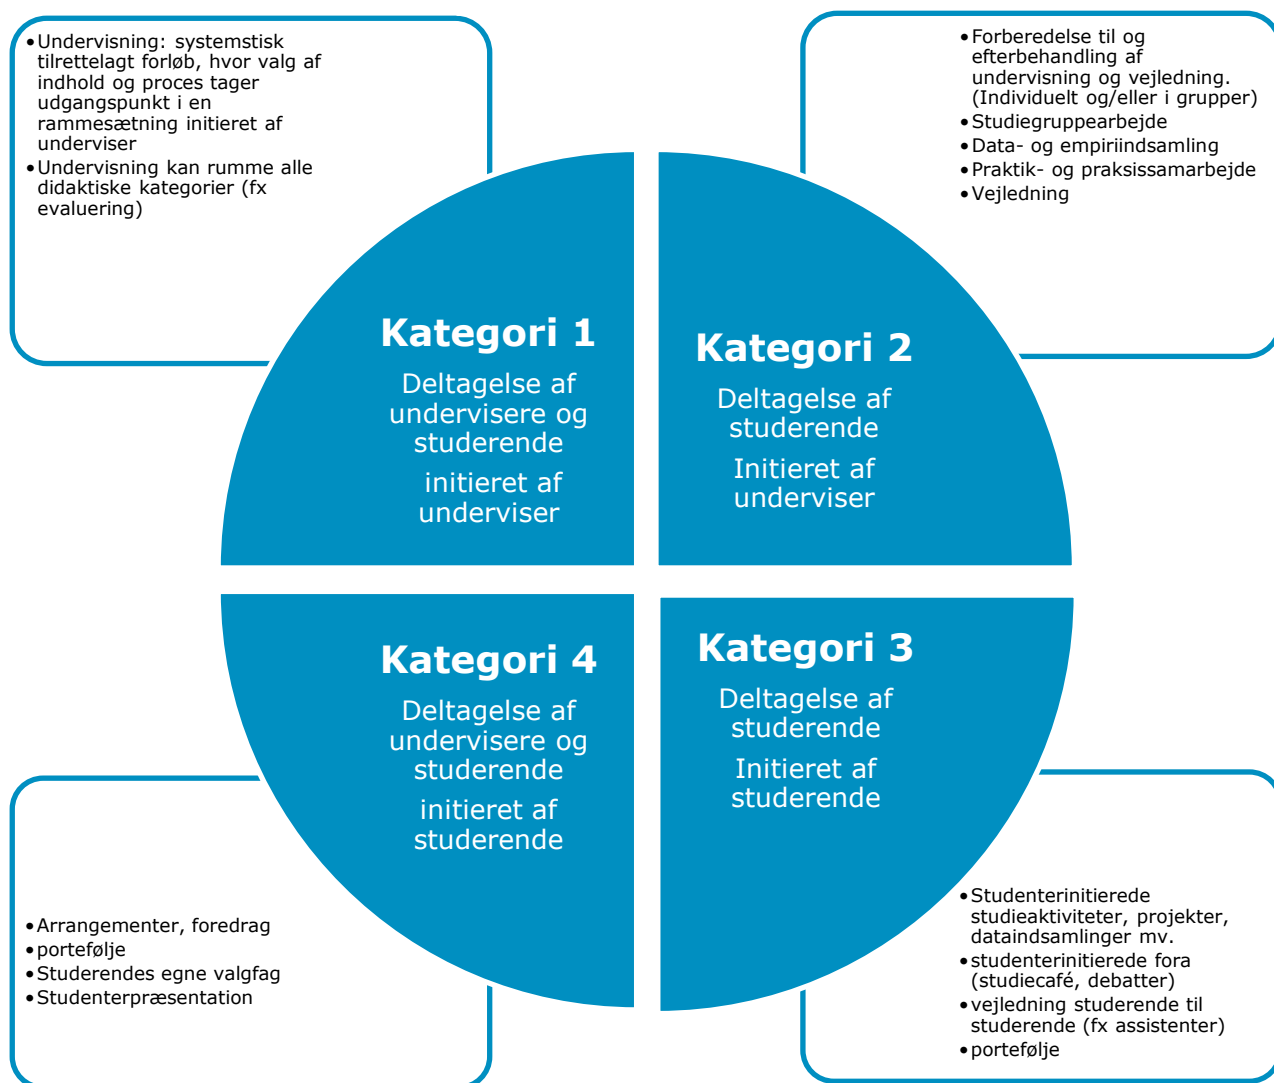 •Undervisning: systemstisk
tilrettelagt forløb, hvor valg af
indhold og proces tager
udgangspunkt i en
rammesætning initieret af
underviser
•Undervisning kan rumme alle
didaktiske kategorier (fx
evaluering)
•Forberedelse til og
efterbehandling af
undervisning og vejledning.
(Individuelt og/eller i grupper)
•Studiegruppearbejde
•Data- og empiriindsamling
•Praktik- og praksissamarbejde
•Vejledning
Kategori 1
Deltagelse af
undervisere og
studerende
initieret af
underviser
Kategori 2
Deltagelse af
studerende
Initieret af
underviser
Kategori 4
Deltagelse af
undervisere og
studerende
initieret af
studerende
Kategori 3
Deltagelse af
studerende
Initieret af
studerende
•Arrangementer, foredrag
•portefølje
•Studerendes egne valgfag
•Studenterpræsentation
•Studenterinitierede
studieaktiviteter, projekter,
dataindsamlinger mv.
•studenterinitierede fora
(studiecafé, debatter)
•vejledning studerende til
studerende (fx assistenter)
•portefølje